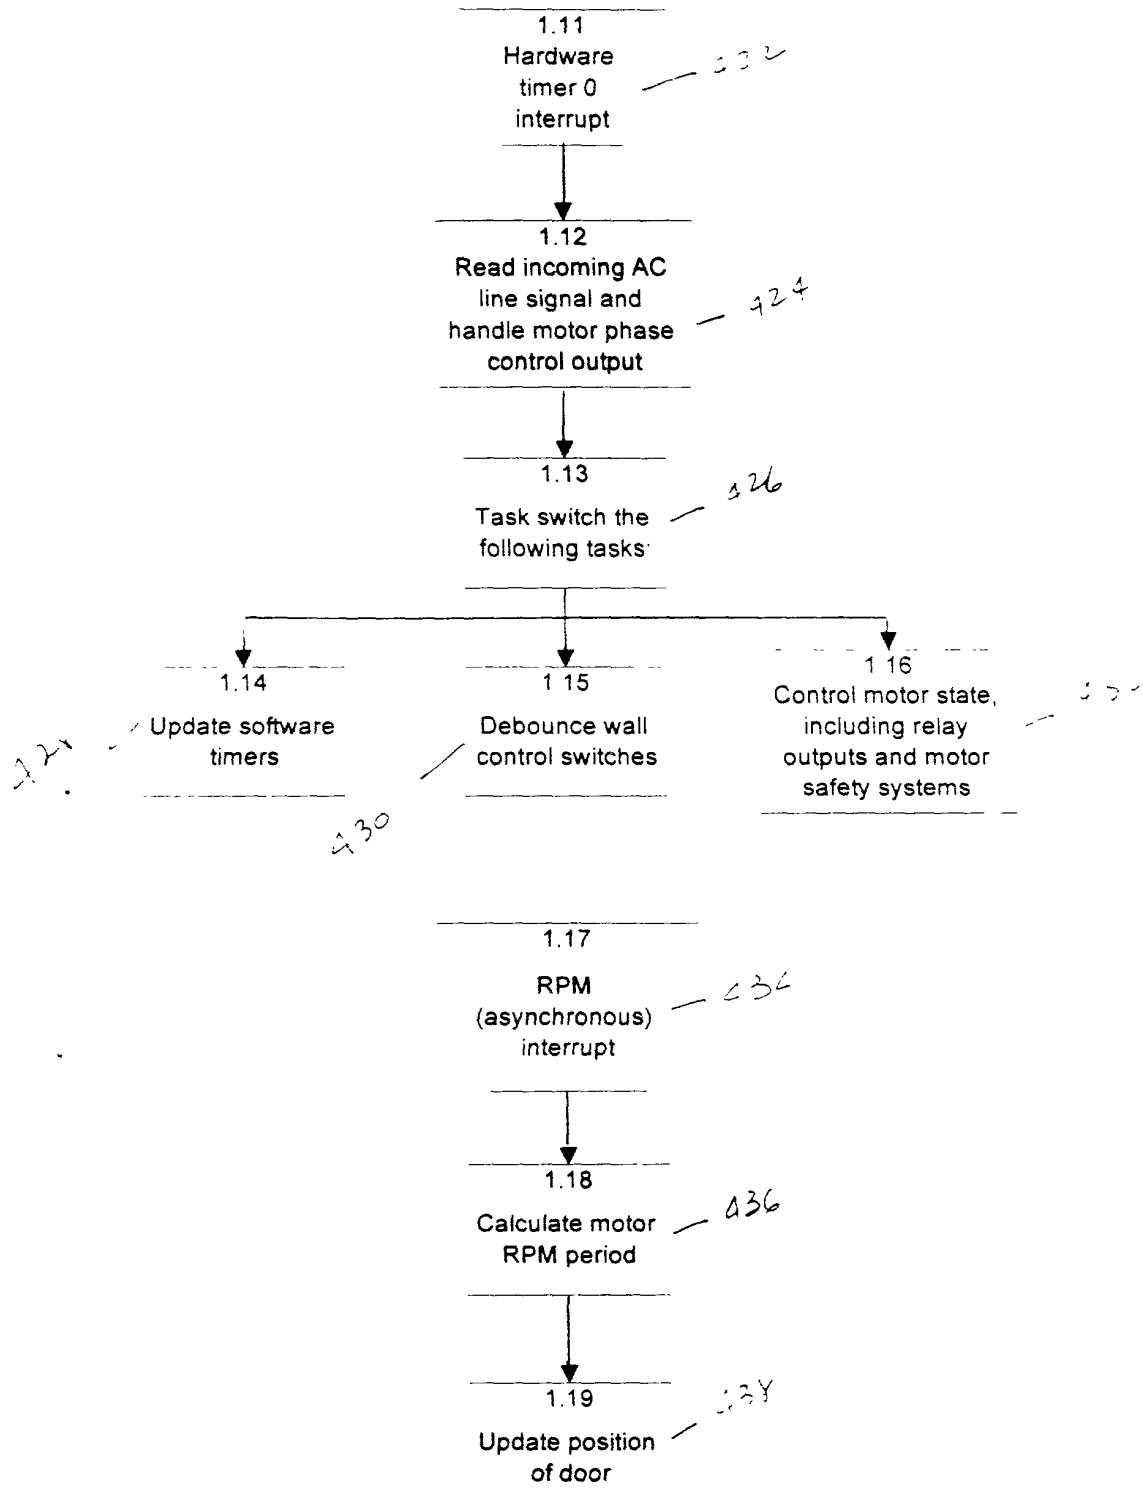 1.11
Hardware
timer 0
interrupt
1.12
Read incoming AC
line signal and
handle motor phase
control output
424
1.13
Task switch the
following tasks
426
1.14
Update software
timers
1 15
Debounce wall
control switches
430
1 16
Control motor state,
including relay
outputs and motor
safety systems
1.17
RPM
(asynchronous)
interrupt
1.18
Calculate motor
RPM period
436
1.19
Update position
of door